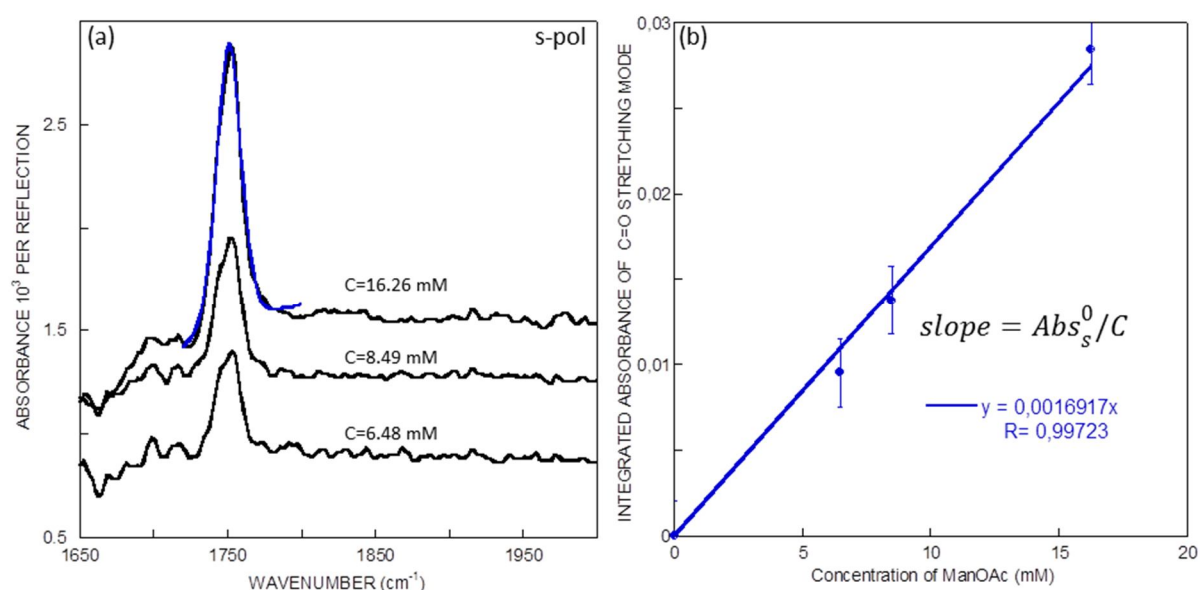 (a)
s-pol
2.5
1.5
0.5
ABSORBANCE 10³ PER REFLECTION
C=16.26 mM
C=8.49 mM
C=6.48 mM
1650
1750
1850
1950
WAVENUMBER (cm⁻¹)
(b)
0,03
0,02
0,01
0
INTEGRATED ABSORBANCE OF C=O STRETCHING MODE
slope = Abs⁰ₛ/C
y = 0,0016917x
R= 0,99723
0
5
10
15
20
Concentration of ManOAc (mM)